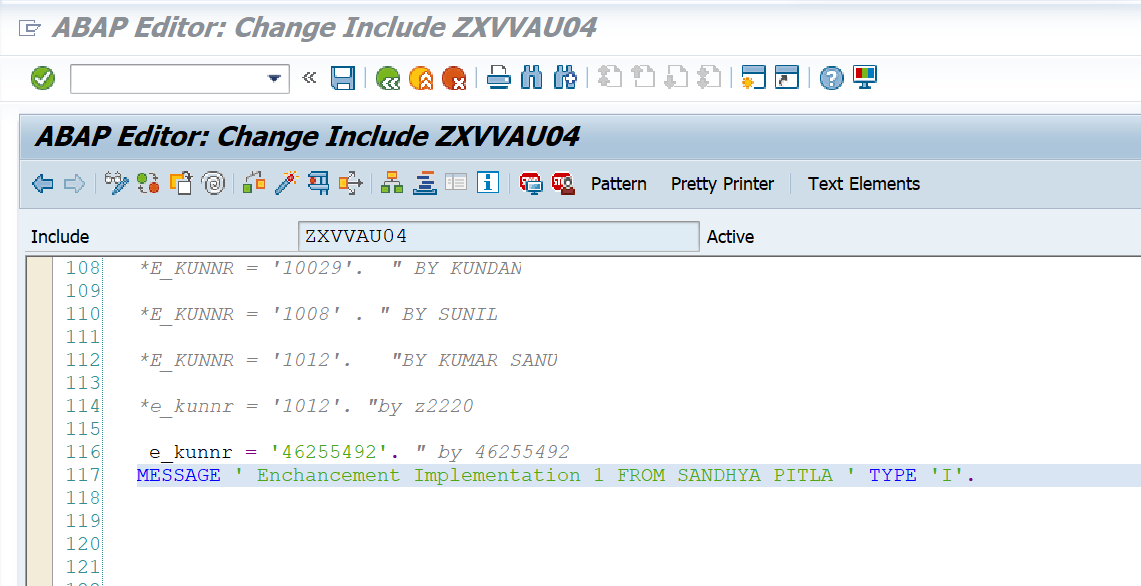 ABAP Editor: Change Include ZXVVAU04
ABAP Editor: Change Include ZXVVAU04
Pattern Pretty Printer Text Elements
Include ZXVVAU04 Active
108 *E_KUNNR = '10029'. " BY KUNDAN
109
110 *E_KUNNR = '1008' . " BY SUNIL
111
112 *E_KUNNR = '1012'. "BY KUMAR SANU
113
114 *e_kunnr = '1012'. "by z2220
115
116 e_kunnr = '46255492'. " by 46255492
117 MESSAGE ' Enchancement Implementation 1 FROM SANDHYA PITLA ' TYPE 'I'.
118
119
120
121